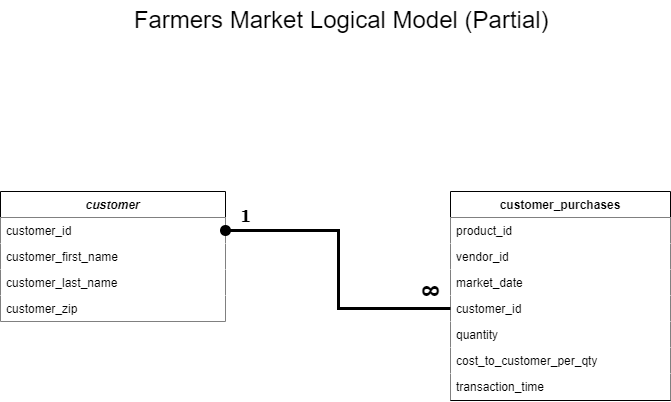 Farmers Market Logical Model (Partial)
customer
customer_id
customer_first_name
customer_last_name
customer_zip
1
∞
customer_purchases
product_id
vendor_id
market_date
customer_id
quantity
cost_to_customer_per_qty
transaction_time